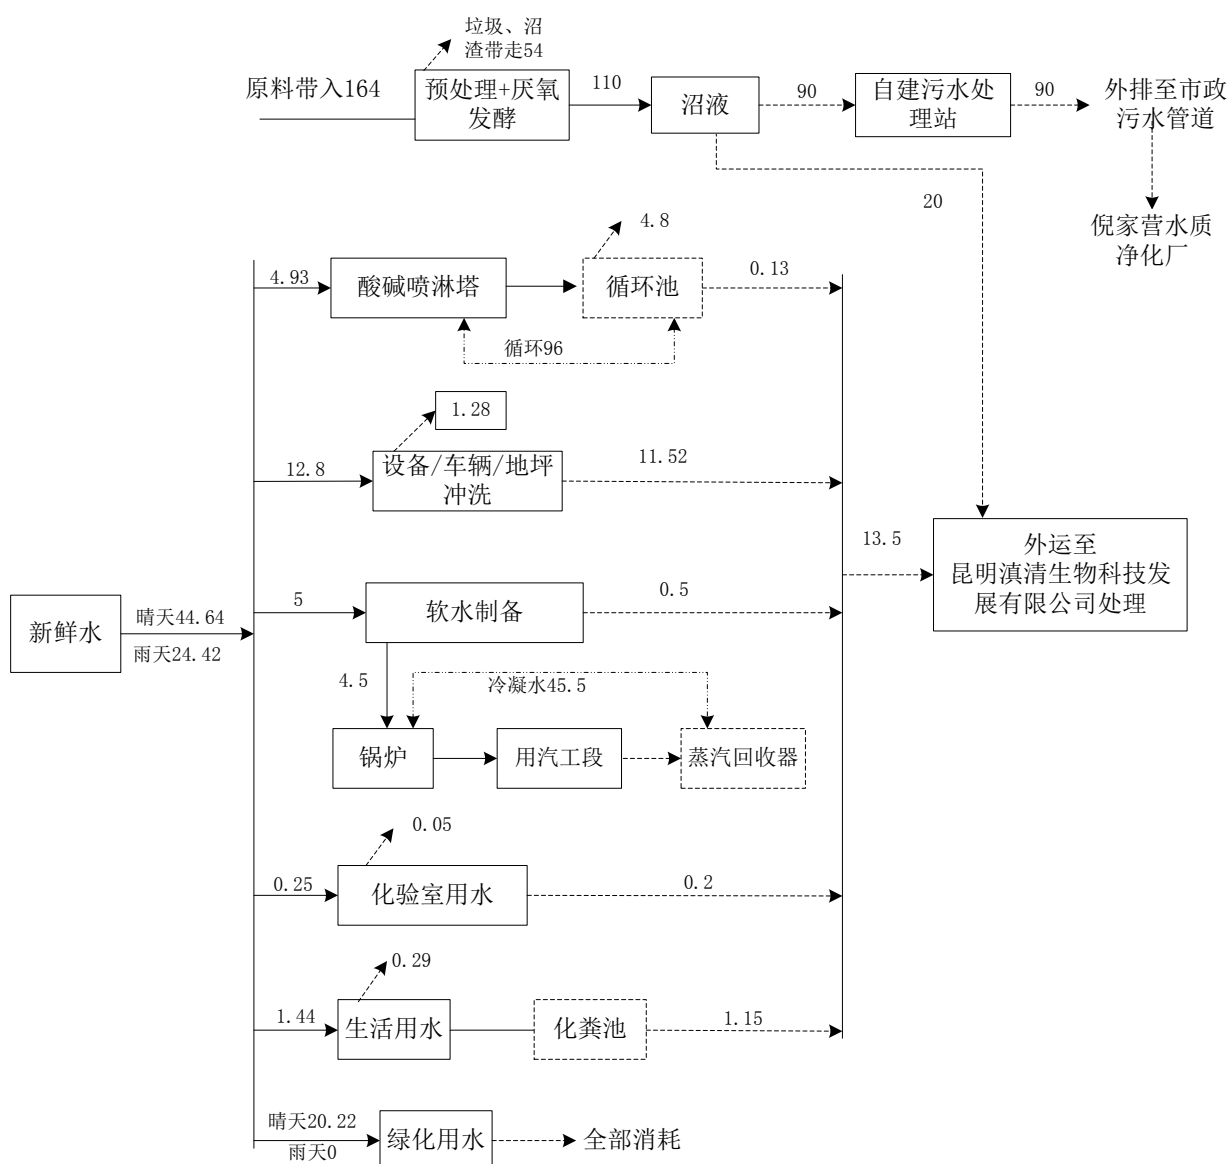 垃圾、沼
渣带走54
原料带入164
预处理+厌氧
发酵
110
沼液
90
自建污水处
理站
90
外排至市政
污水管道
20
倪家营水质
净化厂
4.8
4.93
酸碱喷淋塔
循环池
0.13
循环96
1.28
12.8
设备/车辆/地坪
冲洗
11.52
13.5
外运至
昆明滇清生物科技发
展有限公司处理
新鲜水
晴天44.64
雨天24.42
5
软水制备
0.5
4.5
冷凝水45.5
锅炉
用汽工段
蒸汽回收器
0.05
0.25
化验室用水
0.2
0.29
1.44
生活用水
化粪池
1.15
晴天20.22
雨天0
绿化用水
全部消耗